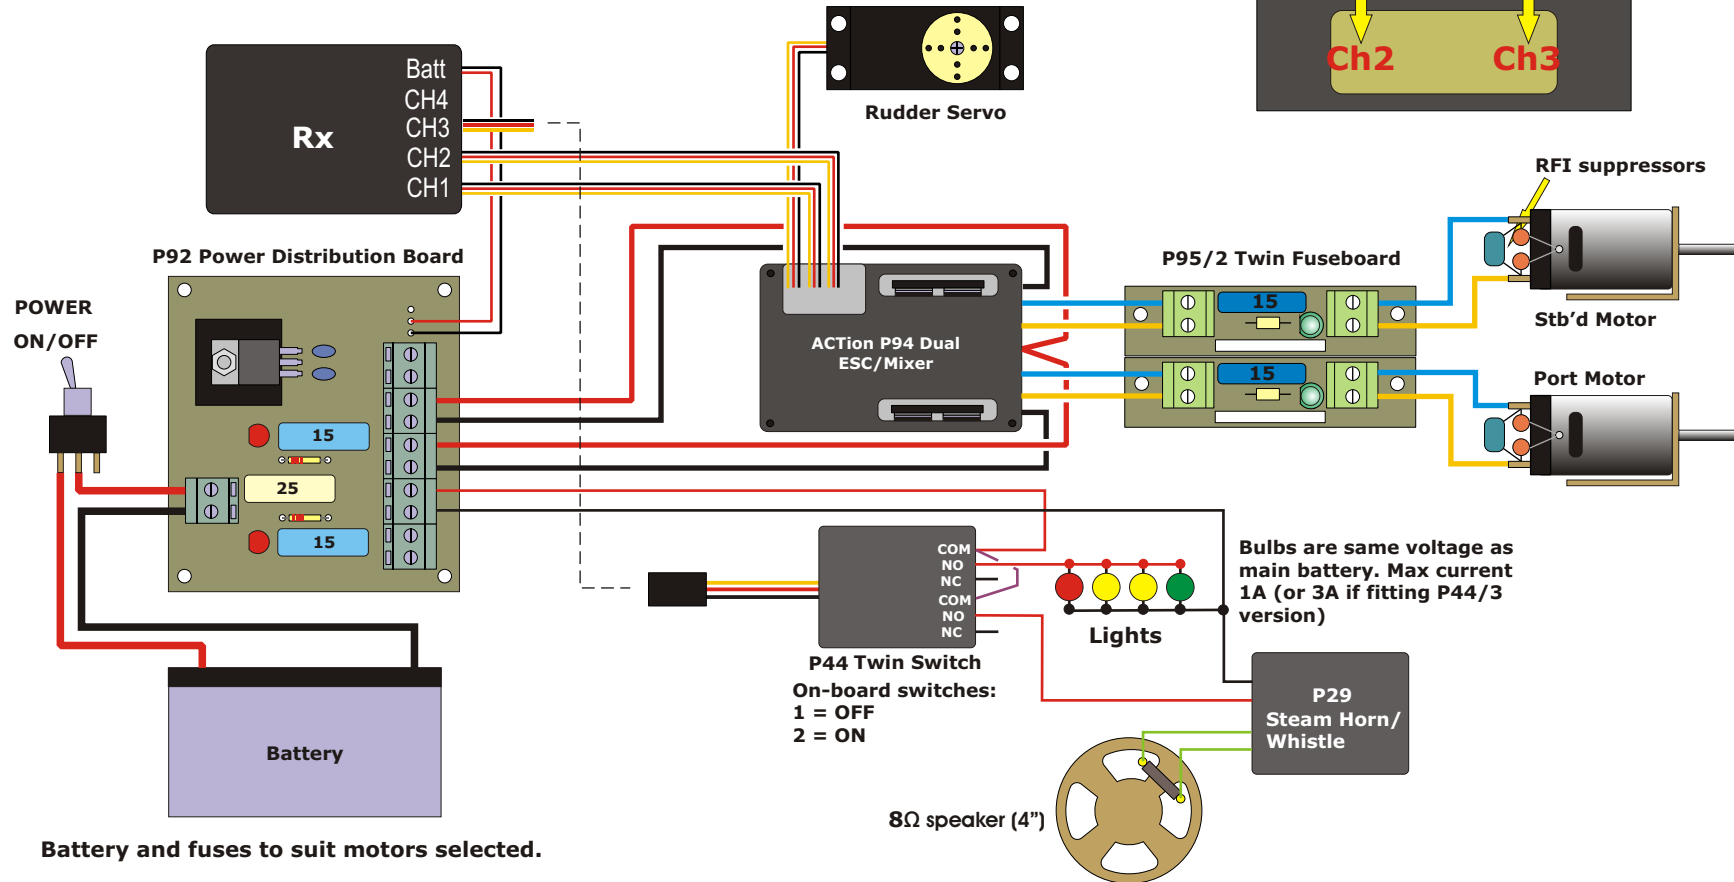 Ch2
Ch3
Rx
Batt
CH4
CH3
CH2
CH1
Rudder Servo
RFI suppressors
P92 Power Distribution Board
P95/2 Twin Fuseboard
POWER
ON/OFF
15
Stb’d Motor
ACTion P94 Dual
ESC/Mixer
15
Port Motor
15
25
15
COM
NO
NC
COM
NO
NC
Bulbs are same voltage as
main battery. Max current
1A (or 3A if fitting P44/3
version)
Lights
P44 Twin Switch
On-board switches:
1 = OFF
2 = ON
P29
Steam Horn/
Whistle
Battery
8Ω speaker (4”)
Battery and fuses to suit motors selected.